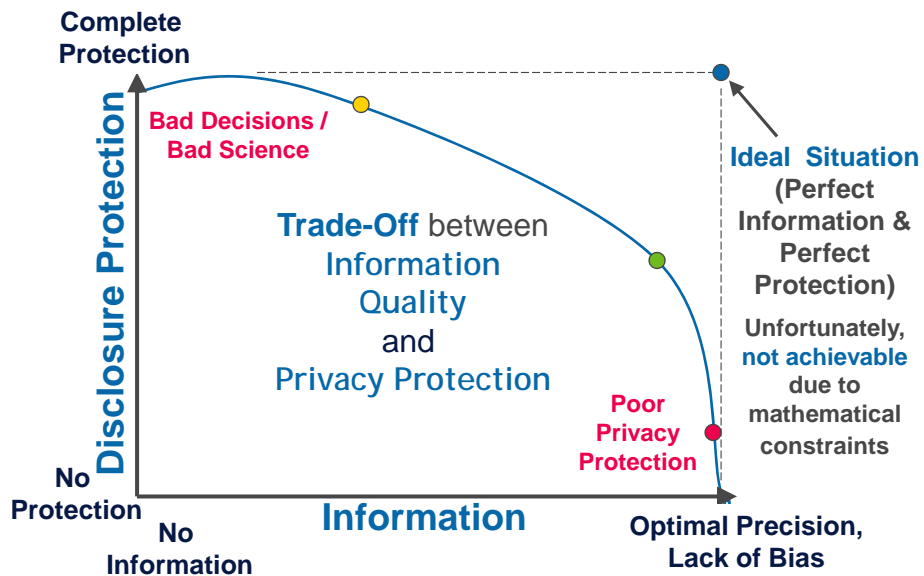 Complete
Protection
Disclosure Protection
Bad Decisions /
Bad Science
Trade-Off between
Information
Quality
and
Privacy Protection
Ideal Situation
(Perfect
Information &
Perfect
Protection)
Unfortunately,
not achievable
due to
mathematical
constraints
Poor
Privacy
Protection
No
Protection
No
Information
Information
Optimal Precision,
Lack of Bias